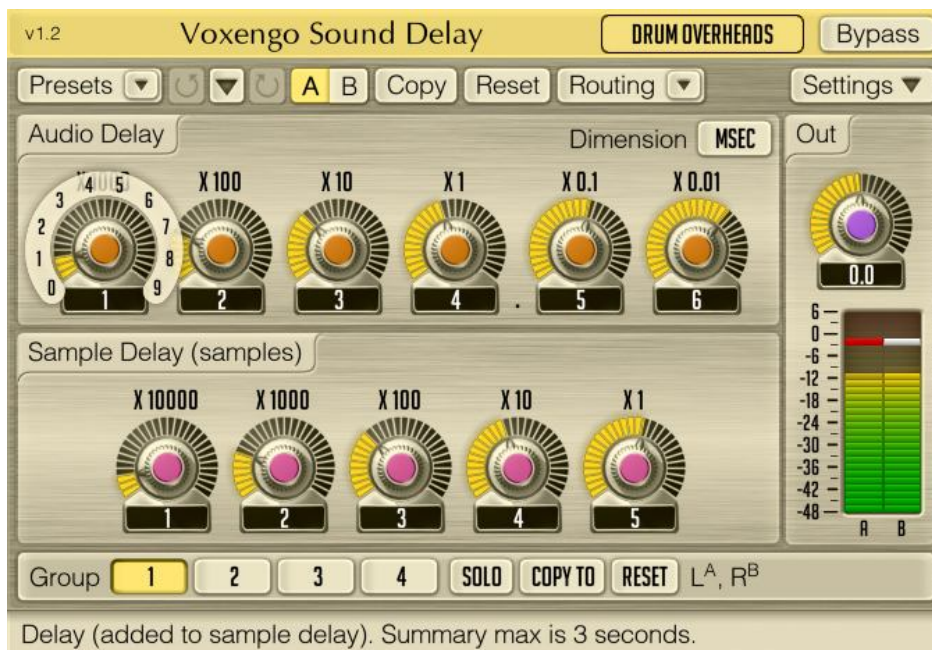 v1.2 Voxengo Sound Delay DRUM OVERHEADS Bypass
Presets A B Copy Reset Routing Settings
Audio Delay Dimension MSEC Out
X 100 X 10 X 1 X 0.1 X 0.01
0 1 2 3 4 5 6 7 8 9
1 2 3 4 . 5 6 0.0
Sample Delay (samples)
X 10000 X 1000 X 100 X 10 X 1
1 2 3 4 5
6
0
-6
-12
-18
-24
-30
-36
-42
-48
A B
Group 1 2 3 4 SOLO COPY TO RESET L^A, R^B
Delay (added to sample delay). Summary max is 3 seconds.